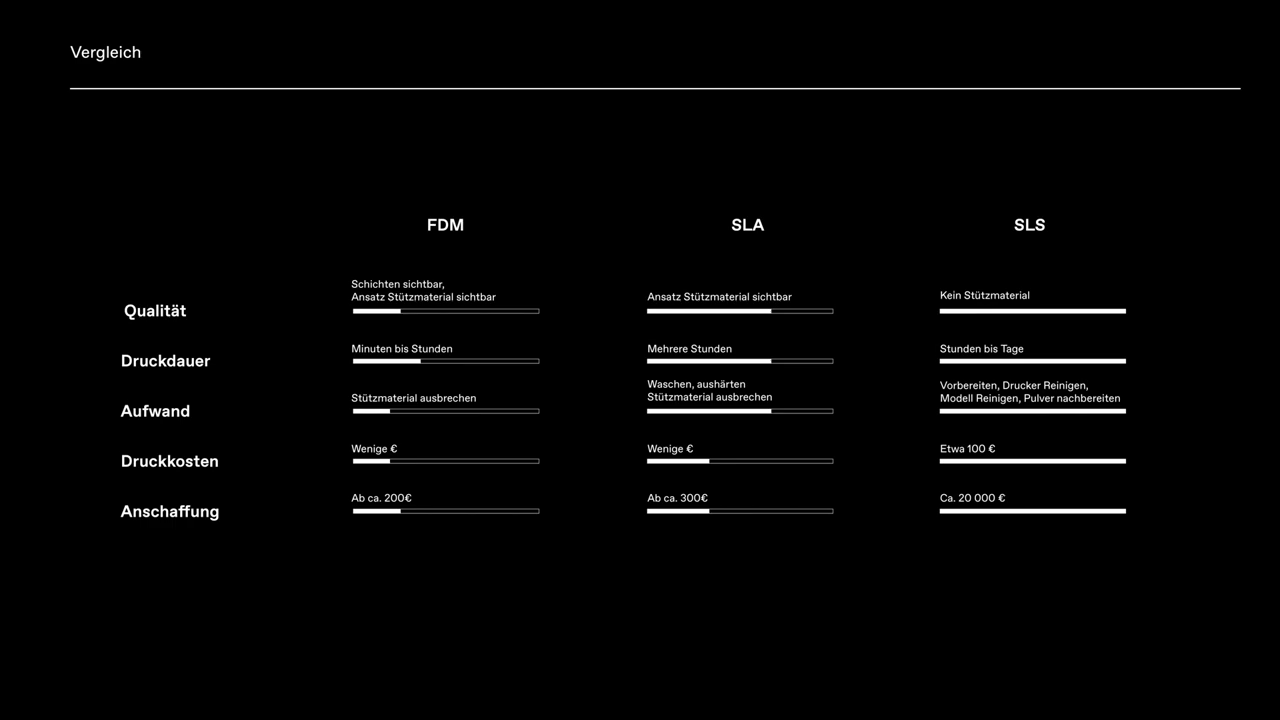 Vergleich
FDM
SLA
SLS
Qualität
Schichten sichtbar,
Ansatz Stützmaterial sichtbar
Ansatz Stützmaterial sichtbar
Kein Stützmaterial
Druckdauer
Minuten bis Stunden
Mehrere Stunden
Stunden bis Tage
Aufwand
Stützmaterial ausbrechen
Waschen, aushärten
Stützmaterial ausbrechen
Vorbereiten, Drucker Reinigen,
Modell Reinigen, Pulver nachbereiten
Druckkosten
Wenige €
Wenige €
Etwa 100 €
Anschaffung
Ab ca. 200€
Ab ca. 300€
Ca. 20 000 €